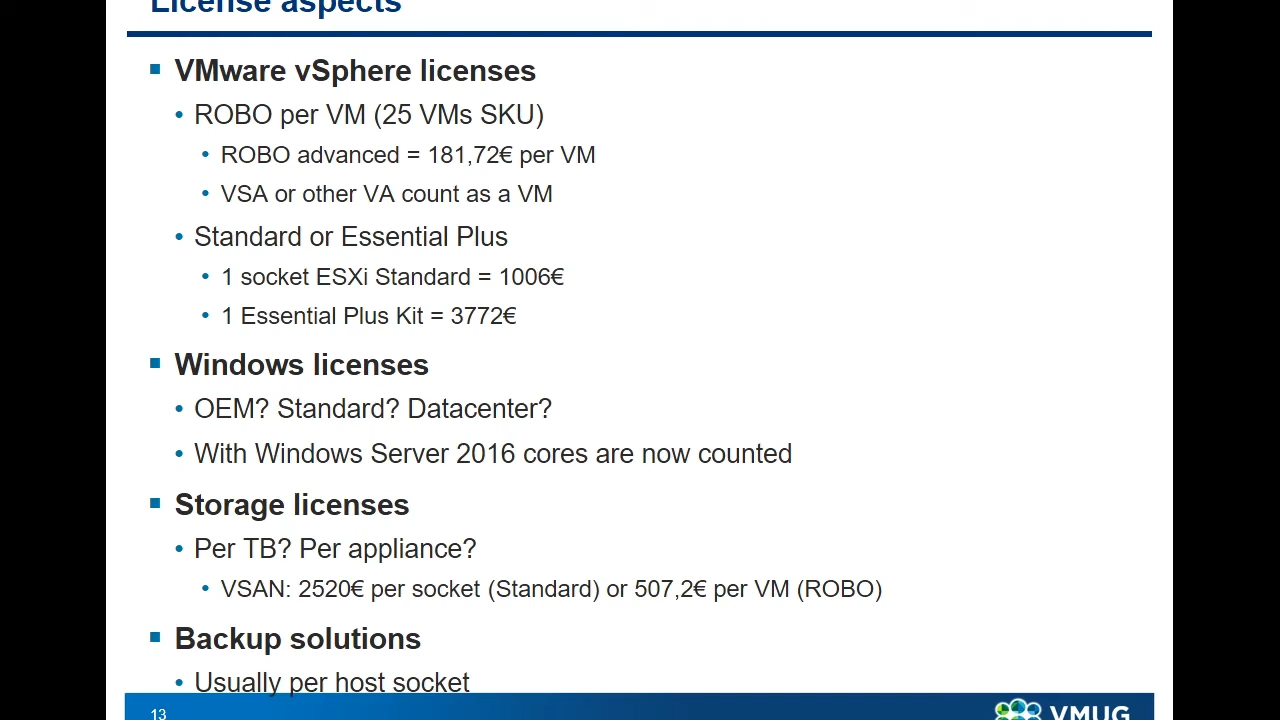 License aspects
VMware vSphere licenses
ROBO per VM (25 VMs SKU)
ROBO advanced = 181,72€ per VM
VSA or other VA count as a VM
Standard or Essential Plus
1 socket ESXi Standard = 1006€
1 Essential Plus Kit = 3772€
Windows licenses
OEM? Standard? Datacenter?
With Windows Server 2016 cores are now counted
Storage licenses
Per TB? Per appliance?
VSAN: 2520€ per socket (Standard) or 507,2€ per VM (ROBO)
Backup solutions
Usually per host socket
13
VMUG